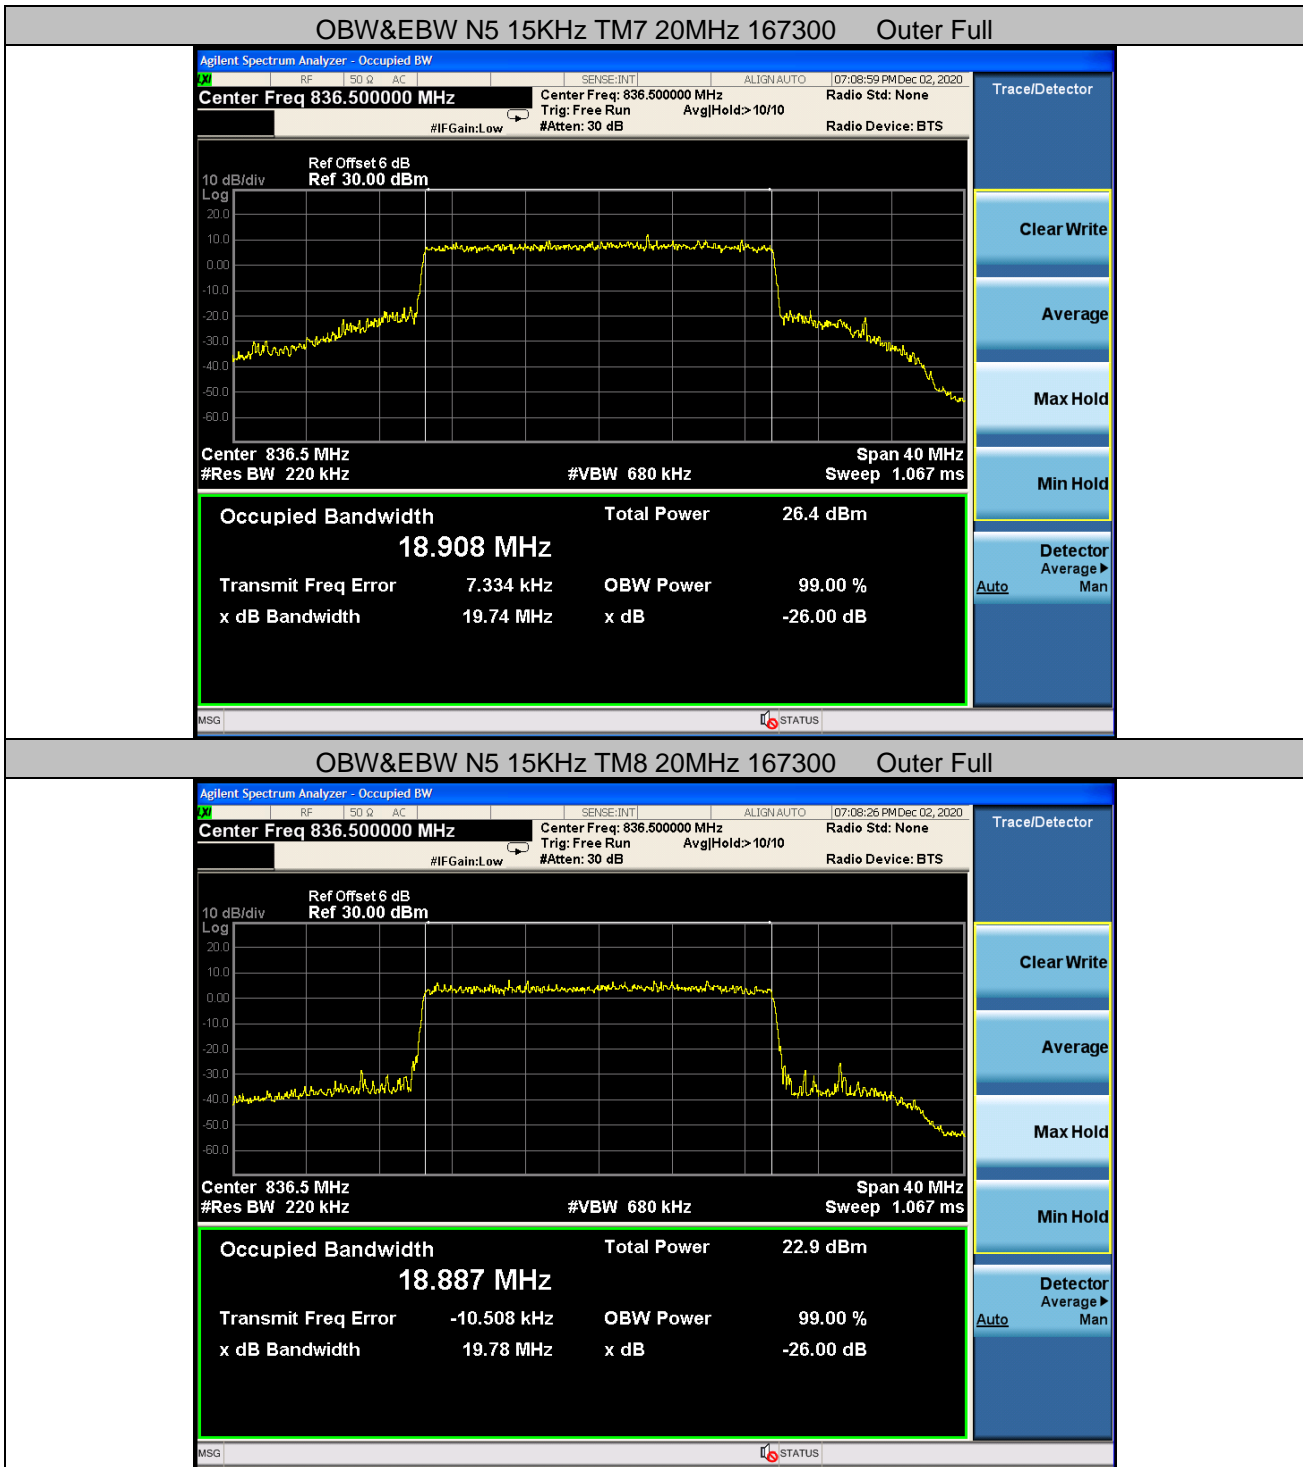 OBW&EBW N5 15KHz TM7 20MHz 167300 Outer Full
Agilent Spectrum Analyzer - Occupied BW
LXI RF 50 Ω AC SENSE:INT ALIGN AUTO 07:08:59 PM Dec 02, 2020
Center Freq 836.500000 MHz Center Freq: 836.500000 MHz Radio Std: None Trace/Detector
Trig: Free Run Avg|Hold:>10/10
#IFGain:Low #Atten: 30 dB Radio Device: BTS
Ref Offset 6 dB
10 dB/div Ref 30.00 dBm
Log
20.0
10.0
0.00
-10.0
-20.0
-30.0
-40.0
-50.0
-60.0
Center 836.5 MHz Span 40 MHz
#Res BW 220 kHz #VBW 680 kHz Sweep 1.067 ms
Occupied Bandwidth Total Power 26.4 dBm
18.908 MHz
Transmit Freq Error 7.334 kHz OBW Power 99.00 %
x dB Bandwidth 19.74 MHz x dB -26.00 dB
Clear Write
Average
Max Hold
Min Hold
Detector
Average
Auto Man
MSG STATUS
OBW&EBW N5 15KHz TM8 20MHz 167300 Outer Full
Agilent Spectrum Analyzer - Occupied BW
LXI RF 50 Ω AC SENSE:INT ALIGN AUTO 07:08:26 PM Dec 02, 2020
Center Freq 836.500000 MHz Center Freq: 836.500000 MHz Radio Std: None Trace/Detector
Trig: Free Run Avg|Hold:>10/10
#IFGain:Low #Atten: 30 dB Radio Device: BTS
Ref Offset 6 dB
10 dB/div Ref 30.00 dBm
Log
20.0
10.0
0.00
-10.0
-20.0
-30.0
-40.0
-50.0
-60.0
Center 836.5 MHz Span 40 MHz
#Res BW 220 kHz #VBW 680 kHz Sweep 1.067 ms
Occupied Bandwidth Total Power 22.9 dBm
18.887 MHz
Transmit Freq Error -10.508 kHz OBW Power 99.00 %
x dB Bandwidth 19.78 MHz x dB -26.00 dB
Clear Write
Average
Max Hold
Min Hold
Detector
Average
Auto Man
MSG STATUS